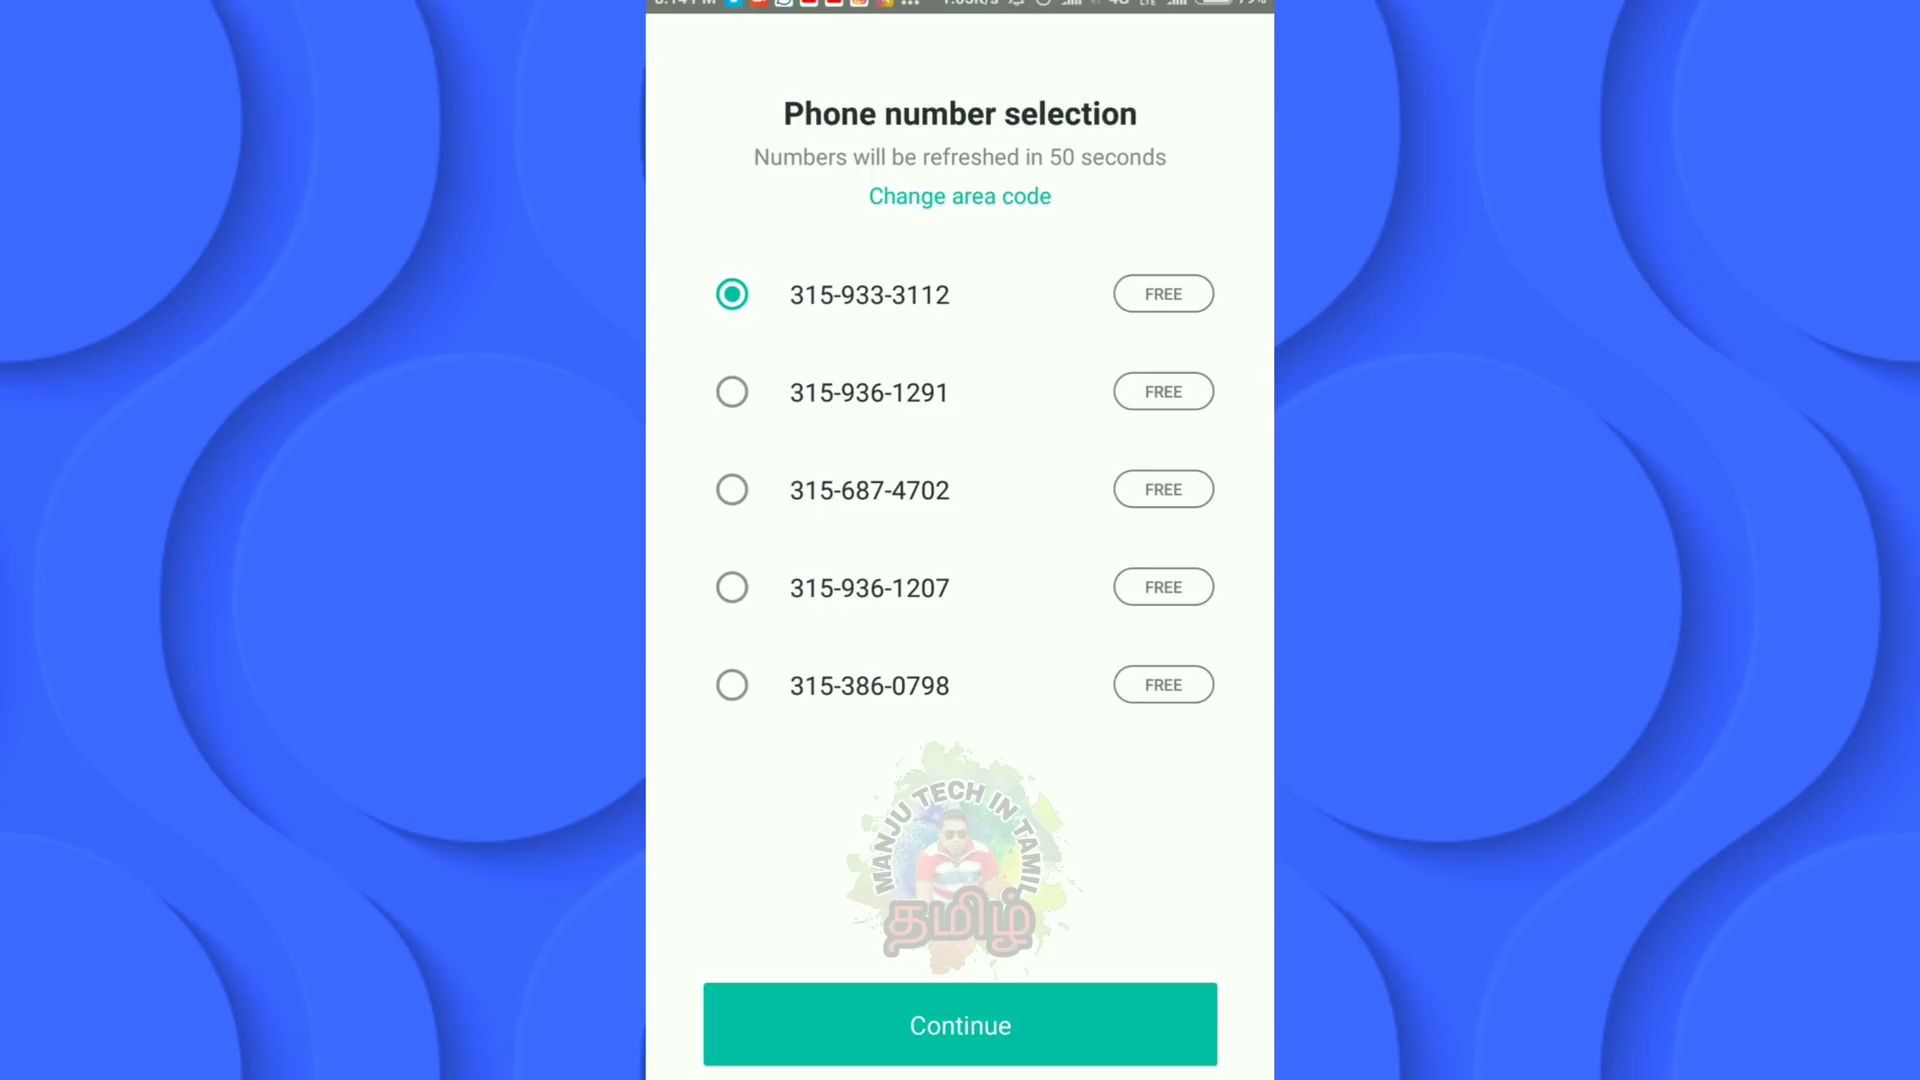 Phone number selection
Numbers will be refreshed in 50 seconds
Change area code
315-933-3112 FREE
315-936-1291 FREE
315-687-4702 FREE
315-936-1207 FREE
315-386-0798 FREE
MANJU TECH IN TAMIL
தமிழ்
Continue